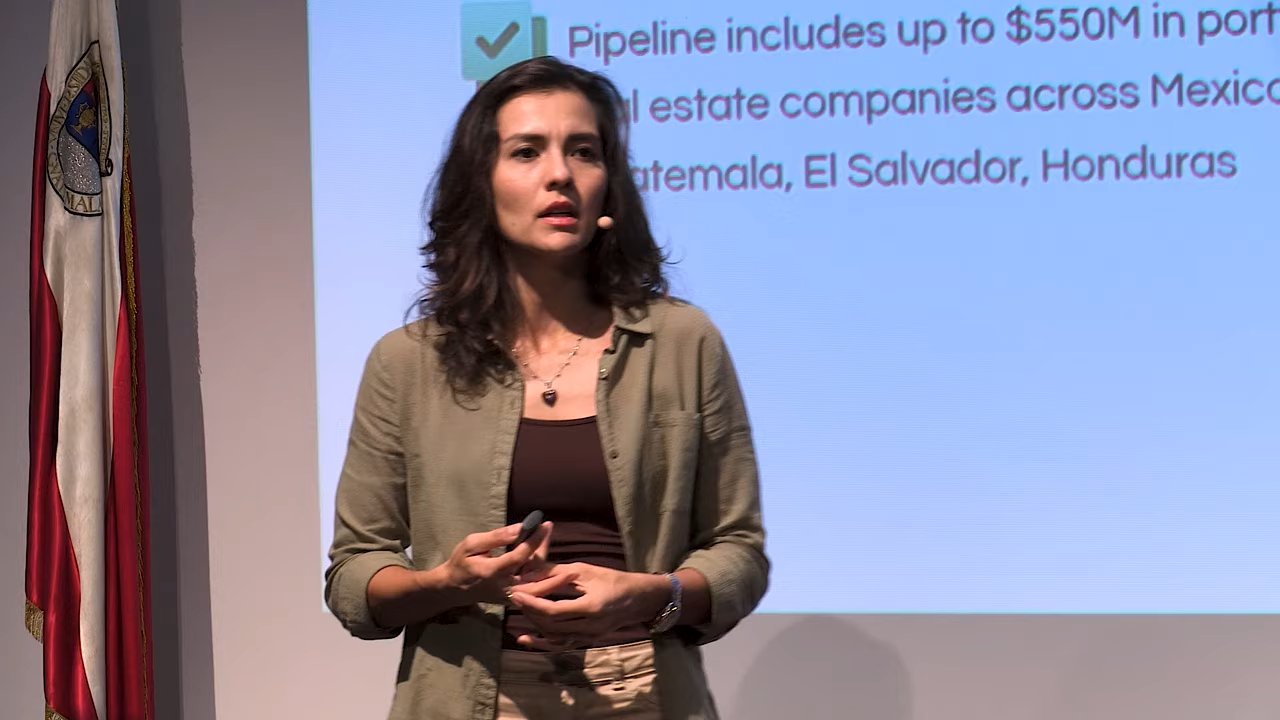 Pipeline includes up to $550M in port
l estate companies across Mexico
atemala, El Salvador, Honduras